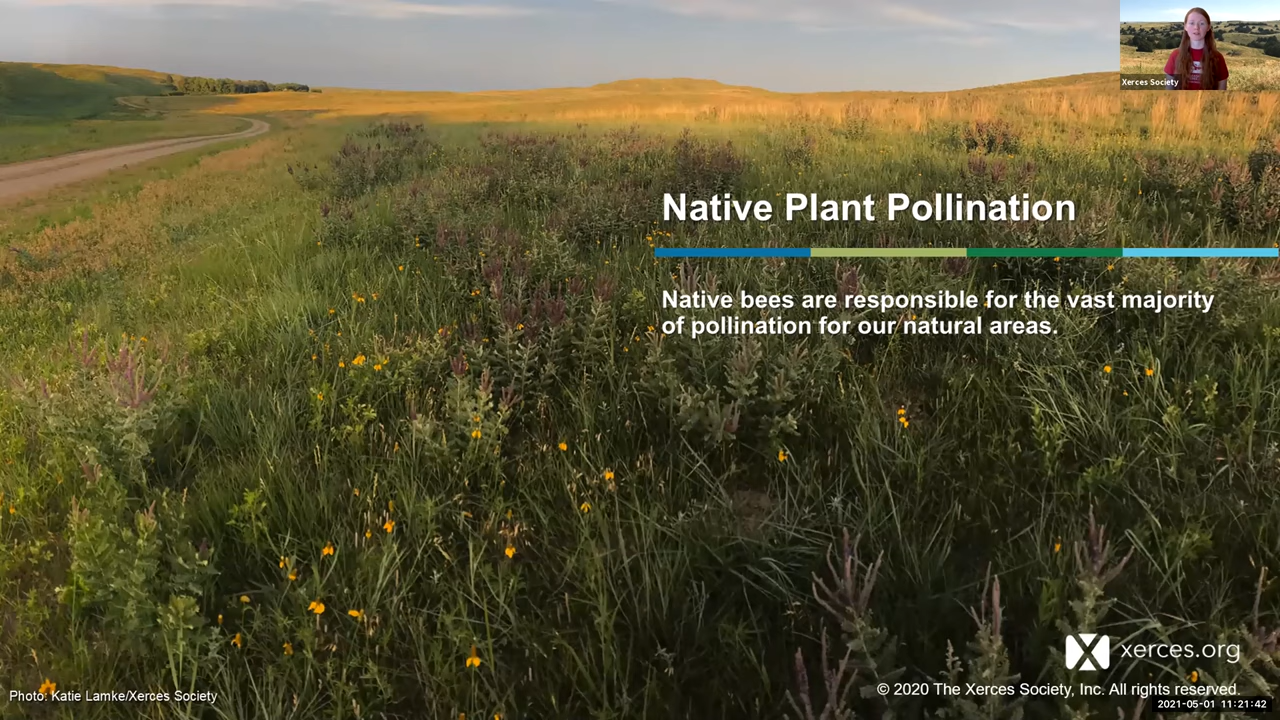 Xerces Society
Native Plant Pollination
Native bees are responsible for the vast majority
of pollination for our natural areas.
xerces.org
Photo: Katie Lamke/Xerces Society
© 2020 The Xerces Society, Inc. All rights reserved.
2021-05-01 11:21:42